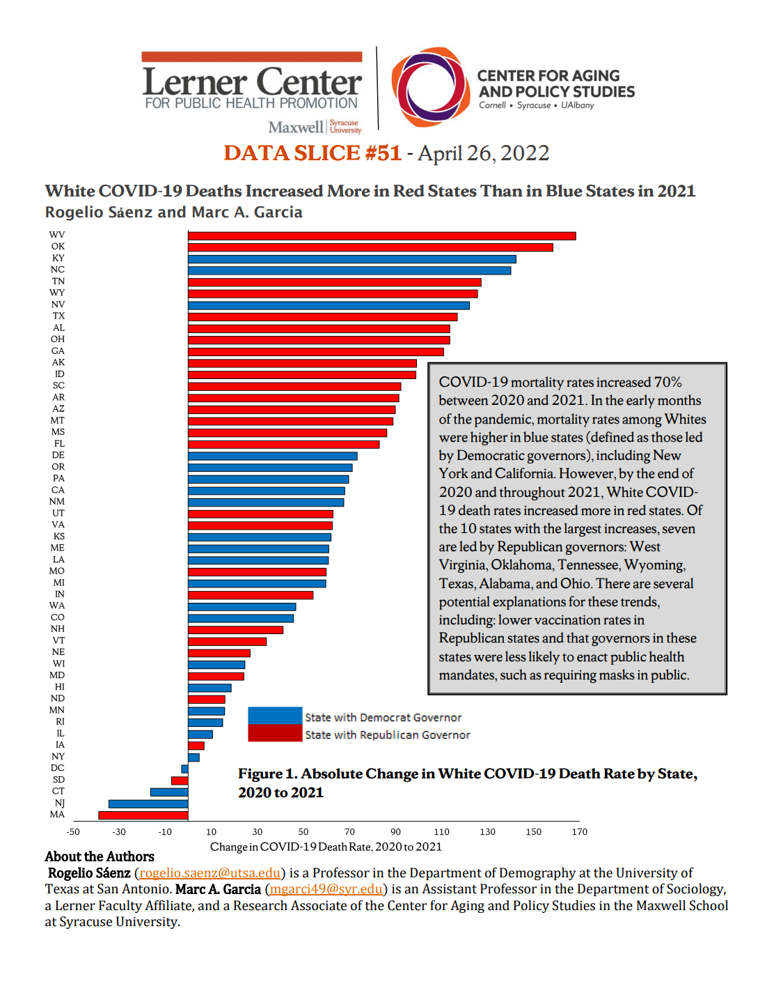 Lerner Center
FOR PUBLIC HEALTH PROMOTION
Maxwell | Syracuse University
CENTER FOR AGING
AND POLICY STUDIES
Cornell • Syracuse • UAlbany
DATA SLICE #51 - April 26, 2022
White COVID-19 Deaths Increased More in Red States Than in Blue States in 2021
Rogelio Sáenz and Marc A. Garcia
WV
OK
KY
NC
TN
WY
NV
TX
AL
OH
GA
AK
ID
SC
AR
AZ
MT
MS
FL
DE
OR
PA
CA
NM
UT
VA
KS
ME
LA
MO
MI
IN
WA
CO
NH
VT
NE
WI
MD
HI
ND
MN
RI
IL
IA
NY
DC
SD
CT
NJ
MA
COVID-19 mortality rates increased 70%
between 2020 and 2021. In the early months
of the pandemic, mortality rates among Whites
were higher in blue states (defined as those led
by Democratic governors), including New
York and California. However, by the end of
2020 and throughout 2021, White COVID-
19 death rates increased more in red states. Of
the 10 states with the largest increases, seven
are led by Republican governors: West
Virginia, Oklahoma, Tennessee, Wyoming,
Texas, Alabama, and Ohio. There are several
potential explanations for these trends,
including: lower vaccination rates in
Republican states and that governors in these
states were less likely to enact public health
mandates, such as requiring masks in public.
State with Democrat Governor
State with Republican Governor
Figure 1. Absolute Change in White COVID-19 Death Rate by State,
2020 to 2021
-50 -30 -10 10 30 50 70 90 110 130 150 170
Change in COVID-19 Death Rate, 2020 to 2021
About the Authors
Rogelio Sáenz (rogelio.saenz@utsa.edu) is a Professor in the Department of Demography at the University of
Texas at San Antonio. Marc A. Garcia (mgarci49@syr.edu) is an Assistant Professor in the Department of Sociology,
a Lerner Faculty Affiliate, and a Research Associate of the Center for Aging and Policy Studies in the Maxwell School
at Syracuse University.